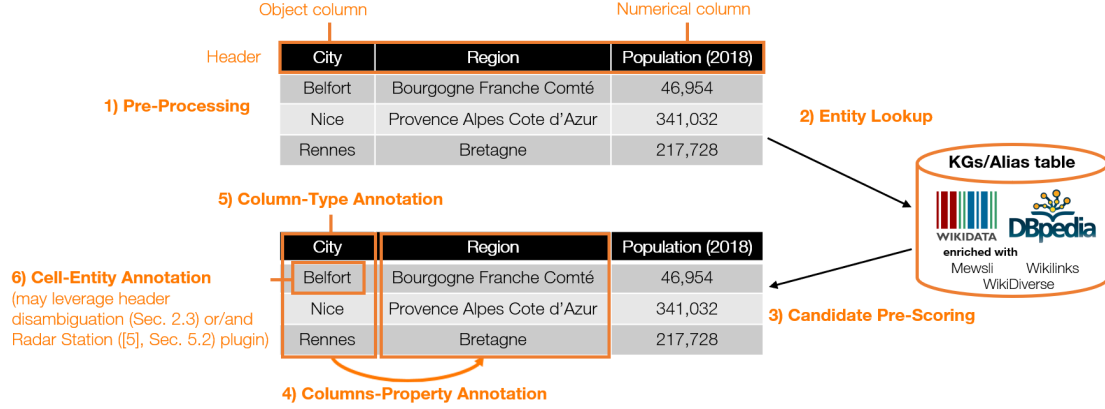 Object column
Numerical column
Header
City Region Population (2018)
Belfort Bourgogne Franche Comté 46,954
1) Pre-Processing
Nice Provence Alpes Cote d'Azur 341,032
2) Entity Lookup
Rennes Bretagne 217,728
KGs/Alias table
5) Column-Type Annotation
WIKIDATA
DBpedia
City Region Population (2018)
enriched with
6) Cell-Entity Annotation
Belfort Bourgogne Franche Comté 46,954
Mewsli Wikilinks
WikiDiverse
(may leverage header
disambiguation (Sec. 2.3) or/and
Radar Station ([5], Sec. 5.2) plugin)
Nice Provence Alpes Cote d'Azur 341,032
3) Candidate Pre-Scoring
Rennes Bretagne 217,728
4) Columns-Property Annotation